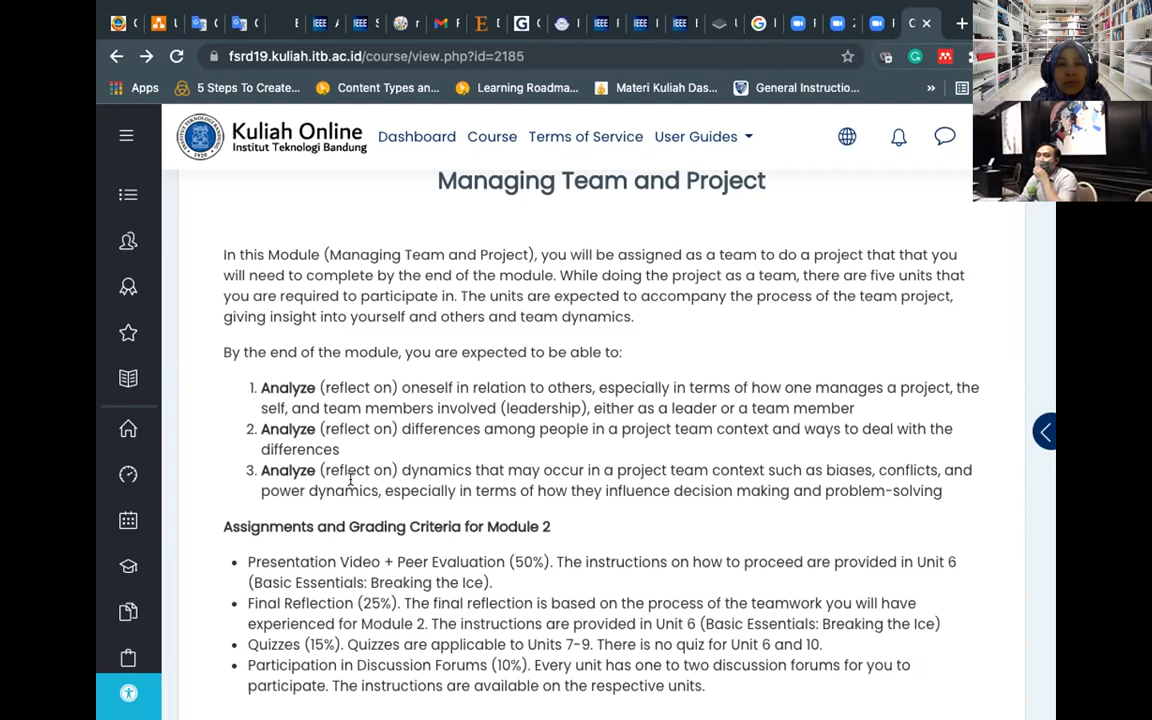 fsrd19.kuliah.itb.ac.id/course/view.php?id=2185
Apps
5 Steps To Create...
Content Types an...
Learning Roadma...
Materi Kuliah Das...
General Instructio...
»
Kuliah Online
Institut Teknologi Bandung
Dashboard
Course
Terms of Service
User Guides
Managing Team and Project
In this Module (Managing Team and Project), you will be assigned as a team to do a project that that you
will need to complete by the end of the module. While doing the project as a team, there are five units that
you are required to participate in. The units are expected to accompany the process of the team project,
giving insight into yourself and others and team dynamics.
By the end of the module, you are expected to be able to:
1. Analyze (reflect on) oneself in relation to others, especially in terms of how one manages a project, the
self, and team members involved (leadership), either as a leader or a team member
2. Analyze (reflect on) differences among people in a project team context and ways to deal with the
differences
3. Analyze (reflect on) dynamics that may occur in a project team context such as biases, conflicts, and
power dynamics, especially in terms of how they influence decision making and problem-solving
Assignments and Grading Criteria for Module 2
• Presentation Video + Peer Evaluation (50%). The instructions on how to proceed are provided in Unit 6
(Basic Essentials: Breaking the Ice).
• Final Reflection (25%). The final reflection is based on the process of the teamwork you will have
experienced for Module 2. The instructions are provided in Unit 6 (Basic Essentials: Breaking the Ice)
• Quizzes (15%). Quizzes are applicable to Units 7-9. There is no quiz for Unit 6 and 10.
• Participation in Discussion Forums (10%). Every unit has one to two discussion forums for you to
participate. The instructions are available on the respective units.